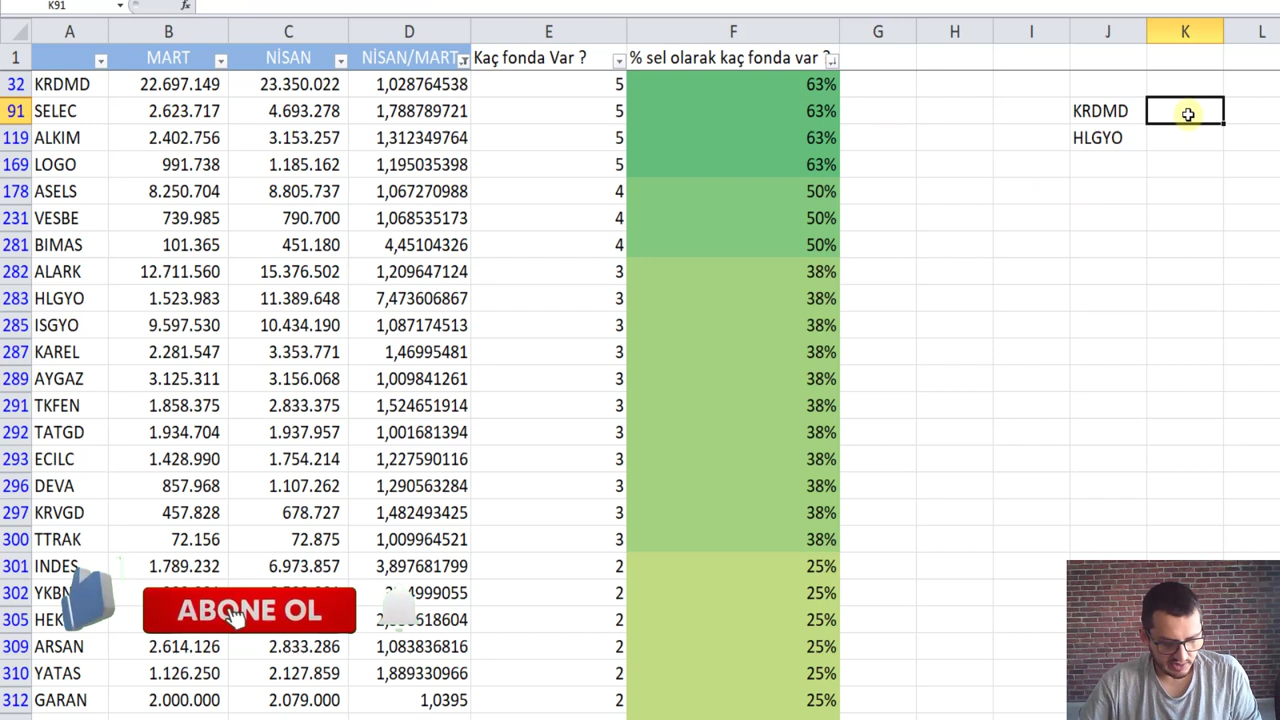 K91 fx
A B C D E F G H I J K L
1 MART NİSAN NİSAN/MART Kaç fonda Var ? % sel olarak kaç fonda var ?
32 KRDMD 22.697.149 23.350.022 1,028764538 5 63%
91 SELEC 2.623.717 4.693.278 1,788789721 5 63% KRDMD
119 ALKIM 2.402.756 3.153.257 1,312349764 5 63% HLGYO
169 LOGO 991.738 1.185.162 1,195035398 5 63%
178 ASELS 8.250.704 8.805.737 1,067270988 4 50%
231 VESBE 739.985 790.700 1,068535173 4 50%
281 BIMAS 101.365 451.180 4,45104326 4 50%
282 ALARK 12.711.560 15.376.502 1,209647124 3 38%
283 HLGYO 1.523.983 11.389.648 7,473606867 3 38%
285 ISGYO 9.597.530 10.434.190 1,087174513 3 38%
287 KAREL 2.281.547 3.353.771 1,46995481 3 38%
289 AYGAZ 3.125.311 3.156.068 1,009841261 3 38%
291 TKFEN 1.858.375 2.833.375 1,524651914 3 38%
292 TATGD 1.934.704 1.937.957 1,001681394 3 38%
293 ECILC 1.428.990 1.754.214 1,227590116 3 38%
296 DEVA 857.968 1.107.262 1,290563284 3 38%
297 KRVGD 457.828 678.727 1,482493425 3 38%
300 TTRAK 72.156 72.875 1,009964521 3 38%
301 INDES 1.789.232 6.973.857 3,897681799 2 25%
302 2 25%
305 2 25%
ABONE OL
309 ARSAN 2.614.126 2.833.286 1,083836816 2 25%
310 YATAS 1.126.250 2.127.859 1,889330966 2 25%
312 GARAN 2.000.000 2.079.000 1,0395 2 25%